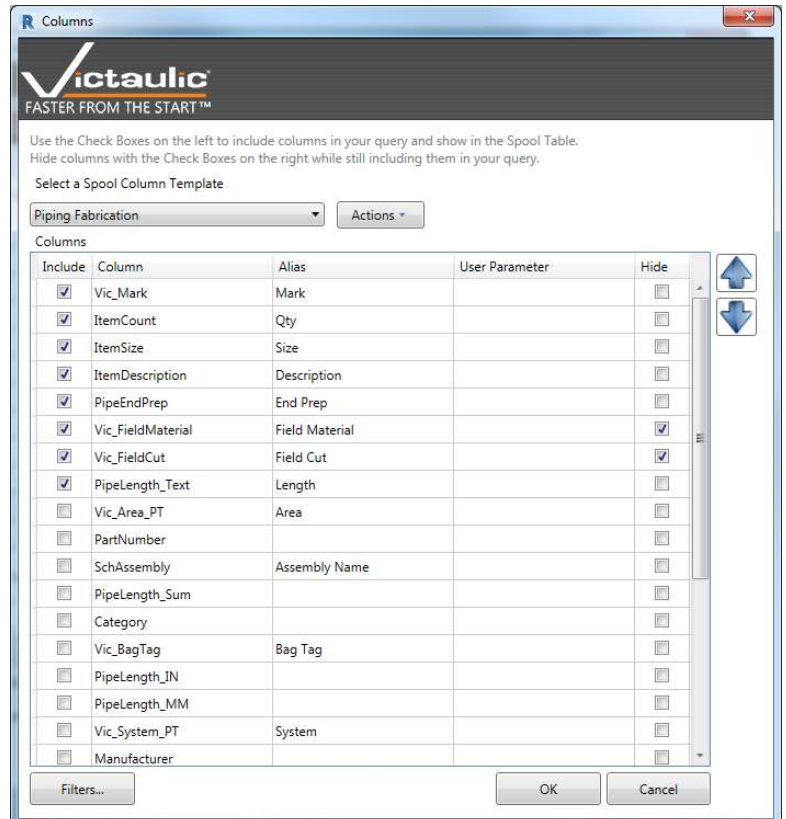 Columns
Victaulic®
FASTER FROM THE START™
Use the Check Boxes on the left to include columns in your query and show in the Spool Table.
Hide columns with the Check Boxes on the right while still including them in your query.
Select a Spool Column Template
Piping Fabrication Actions
Columns
Include Column Alias User Parameter Hide
Vic_Mark Mark
ItemCount Qty
ItemSize Size
ItemDescription Description
PipeEndPrep End Prep
Vic_FieldMaterial Field Material
Vic_FieldCut Field Cut
PipeLength_Text Length
Vic_Area_PT Area
PartNumber
SchAssembly Assembly Name
PipeLength_Sum
Category
Vic_BagTag Bag Tag
PipeLength_IN
PipeLength_MM
Vic_System_PT System
Manufacturer
Filters... OK Cancel